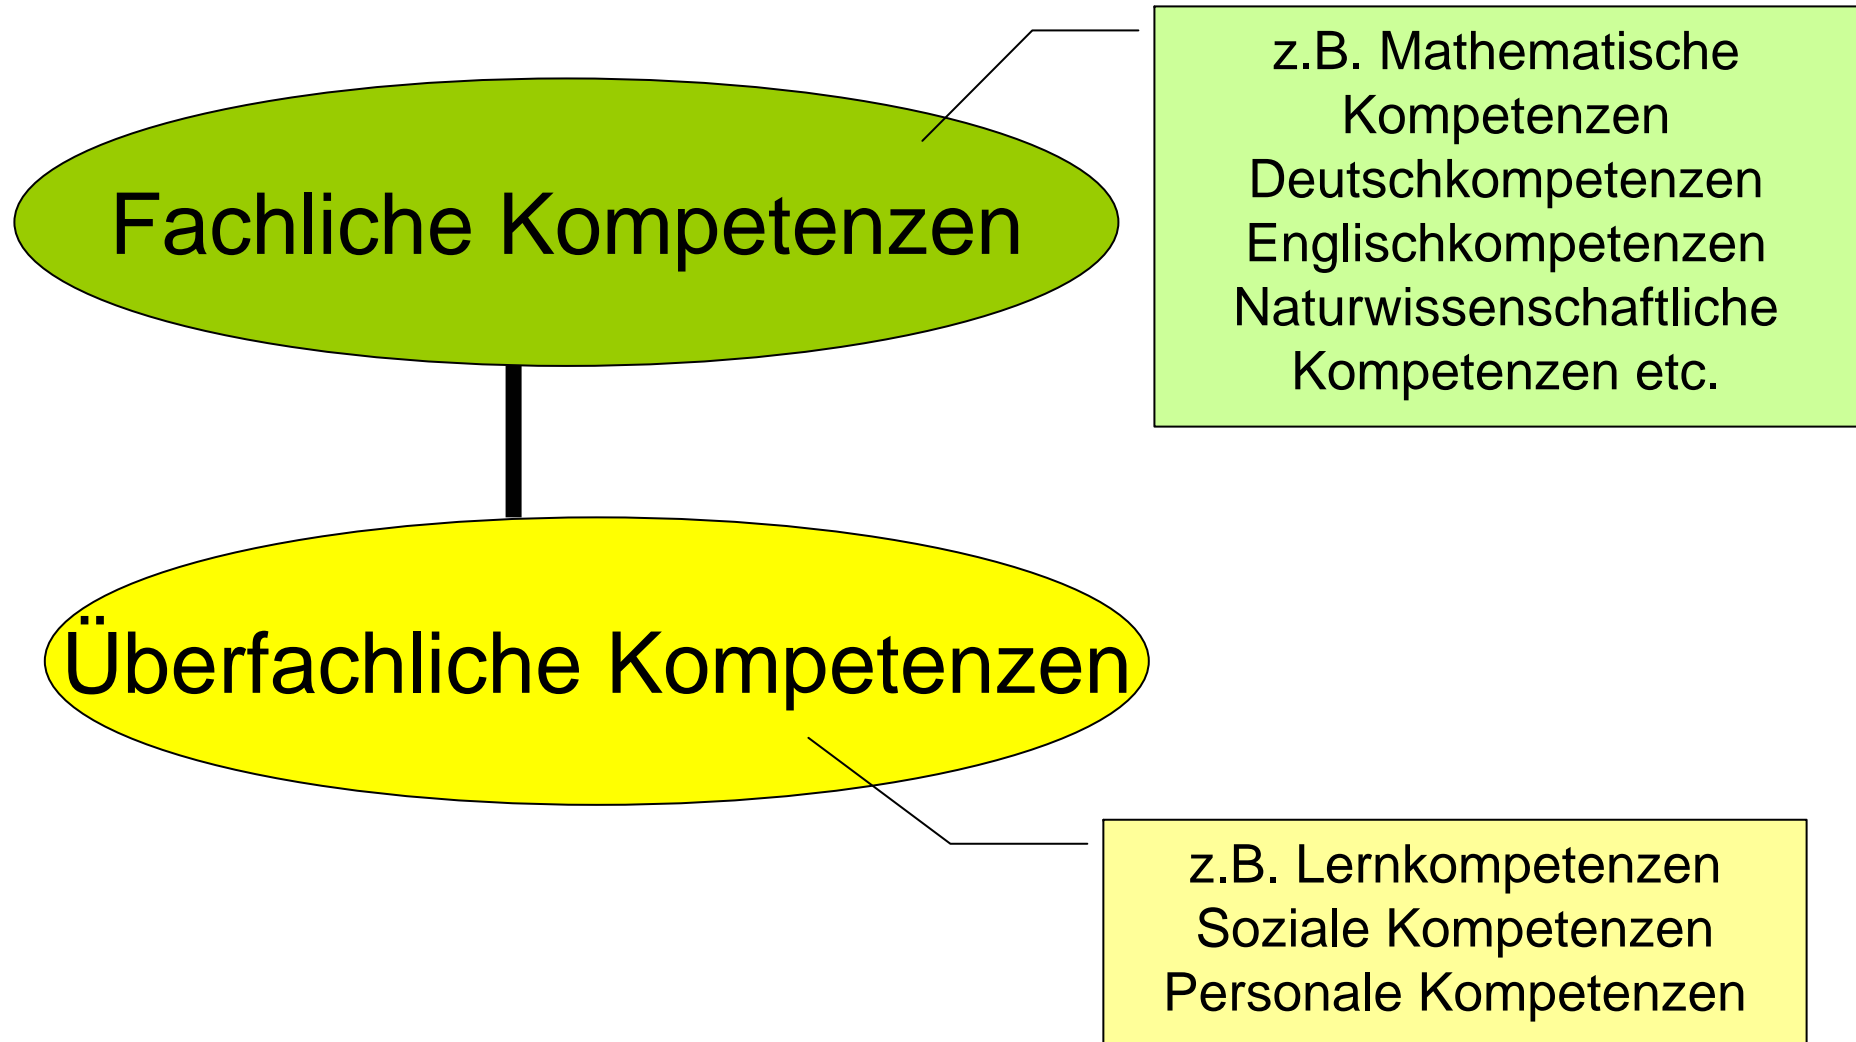 z.B. Mathematische
Kompetenzen
Deutschkompetenzen
Englischkompetenzen
Naturwissenschaftliche
Kompetenzen etc.
Fachliche Kompetenzen
Überfachliche Kompetenzen
z.B. Lernkompetenzen
Soziale Kompetenzen
Personale Kompetenzen